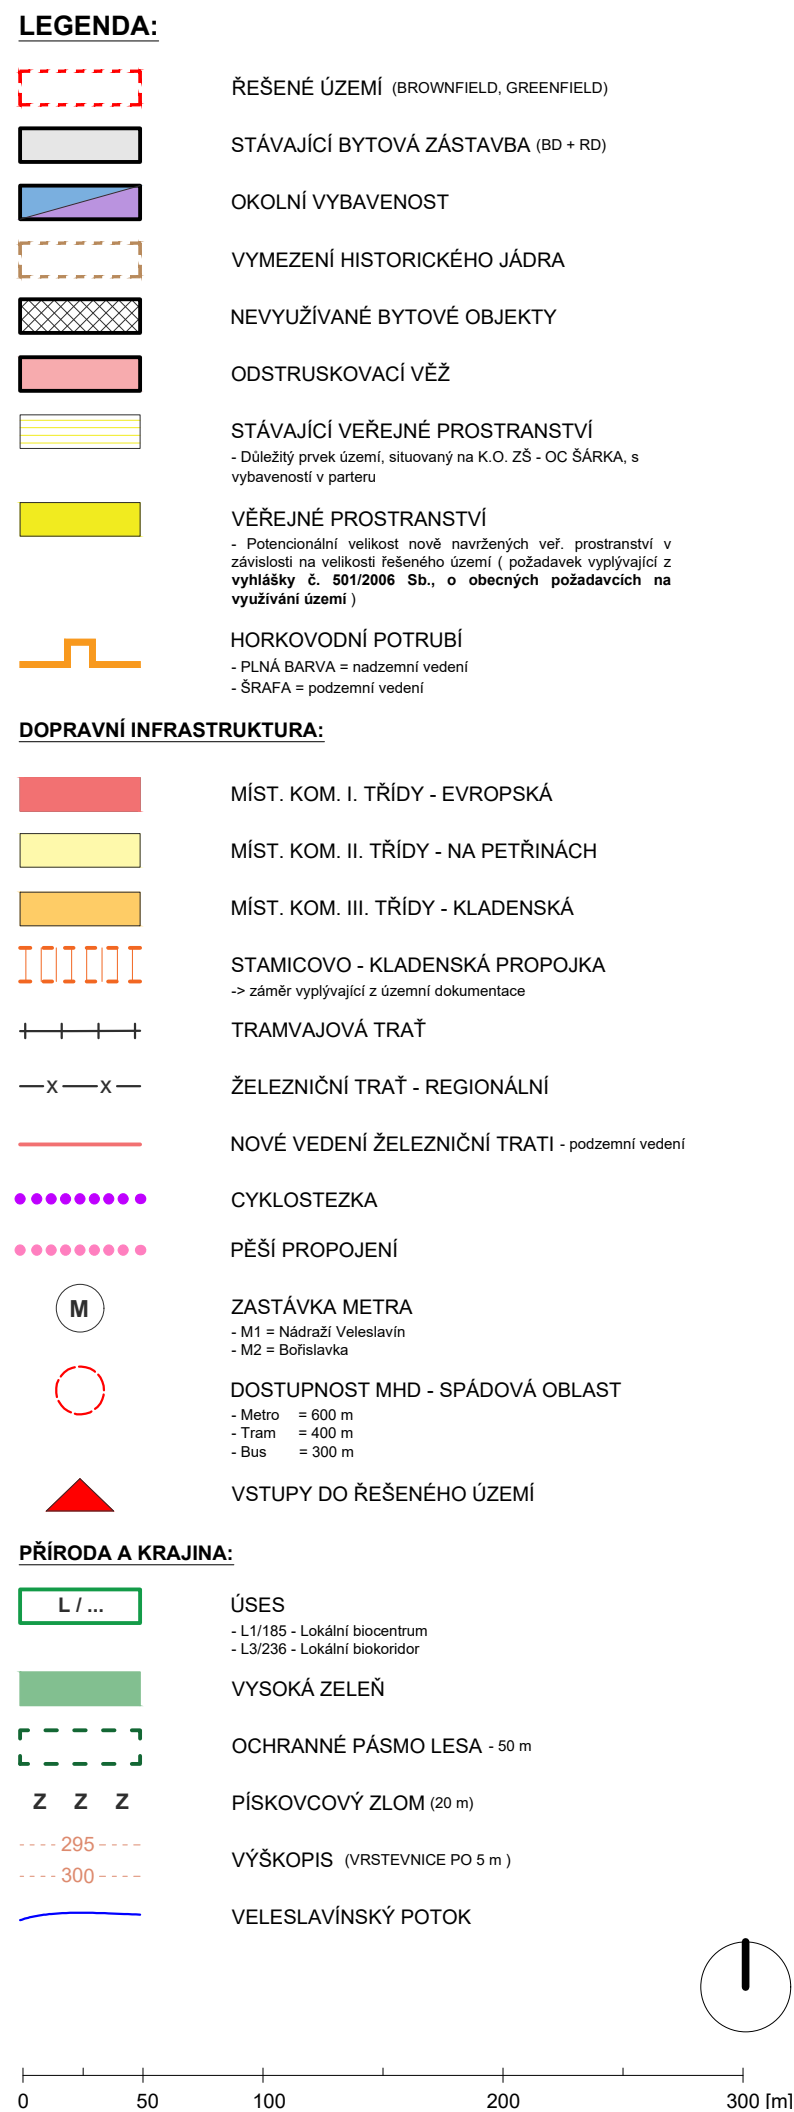 LEGENDA:
ŘEŠENÉ ÚZEMÍ (BROWNFIELD, GREENFIELD)
STÁVAJÍCÍ BYTOVÁ ZÁSTAVBA (BD + RD)
OKOLNÍ VYBAVENOST
VYMEZENÍ HISTORICKÉHO JÁDRA
NEVYUŽÍVANÉ BYTOVÉ OBJEKTY
ODSTRUSKOVACÍ VĚŽ
STÁVAJÍCÍ VEŘEJNÉ PROSTRANSTVÍ
- Důležitý prvek území, situovaný na K.O. ZŠ - OC ŠÁRKA, s
vybaveností v parteru
VĚŘEJNÉ PROSTRANSTVÍ
- Potencionální velikost nově navržených veř. prostranství v
závislosti na velikosti řešeného území ( požadavek vyplývající z
vyhlášky č. 501/2006 Sb., o obecných požadavcích na
využívání území )
HORKOVODNÍ POTRUBÍ
- PLNÁ BARVA = nadzemní vedení
- ŠRAFA = podzemní vedení
DOPRAVNÍ INFRASTRUKTURA:
MÍST. KOM. I. TŘÍDY - EVROPSKÁ
MÍST. KOM. II. TŘÍDY - NA PETŘINÁCH
MÍST. KOM. III. TŘÍDY - KLADENSKÁ
STAMICOVO - KLADENSKÁ PROPOJKA
-> záměr vyplývající z územní dokumentace
TRAMVAJOVÁ TRAŤ
x x ŽELEZNIČNÍ TRAŤ - REGIONÁLNÍ
NOVÉ VEDENÍ ŽELEZNIČNÍ TRATI - podzemní vedení
CYKLOSTEZKA
PĚŠÍ PROPOJENÍ
M ZASTÁVKA METRA
- M1 = Nádraží Veleslavín
- M2 = Bořislavka
DOSTUPNOST MHD - SPÁDOVÁ OBLAST
- Metro = 600 m
- Tram = 400 m
- Bus = 300 m
VSTUPY DO ŘEŠENÉHO ÚZEMÍ
PŘÍRODA A KRAJINA:
L / ... ÚSES
- L1/185 - Lokální biocentrum
- L3/236 - Lokální biokoridor
VYSOKÁ ZELEŇ
OCHRANNÉ PÁSMO LESA - 50 m
Z Z Z PÍSKOVCOVÝ ZLOM (20 m)
295
VÝŠKOPIS (VRSTEVNICE PO 5 m )
300
VELESLAVÍNSKÝ POTOK
0 50 100 200 300 [m]